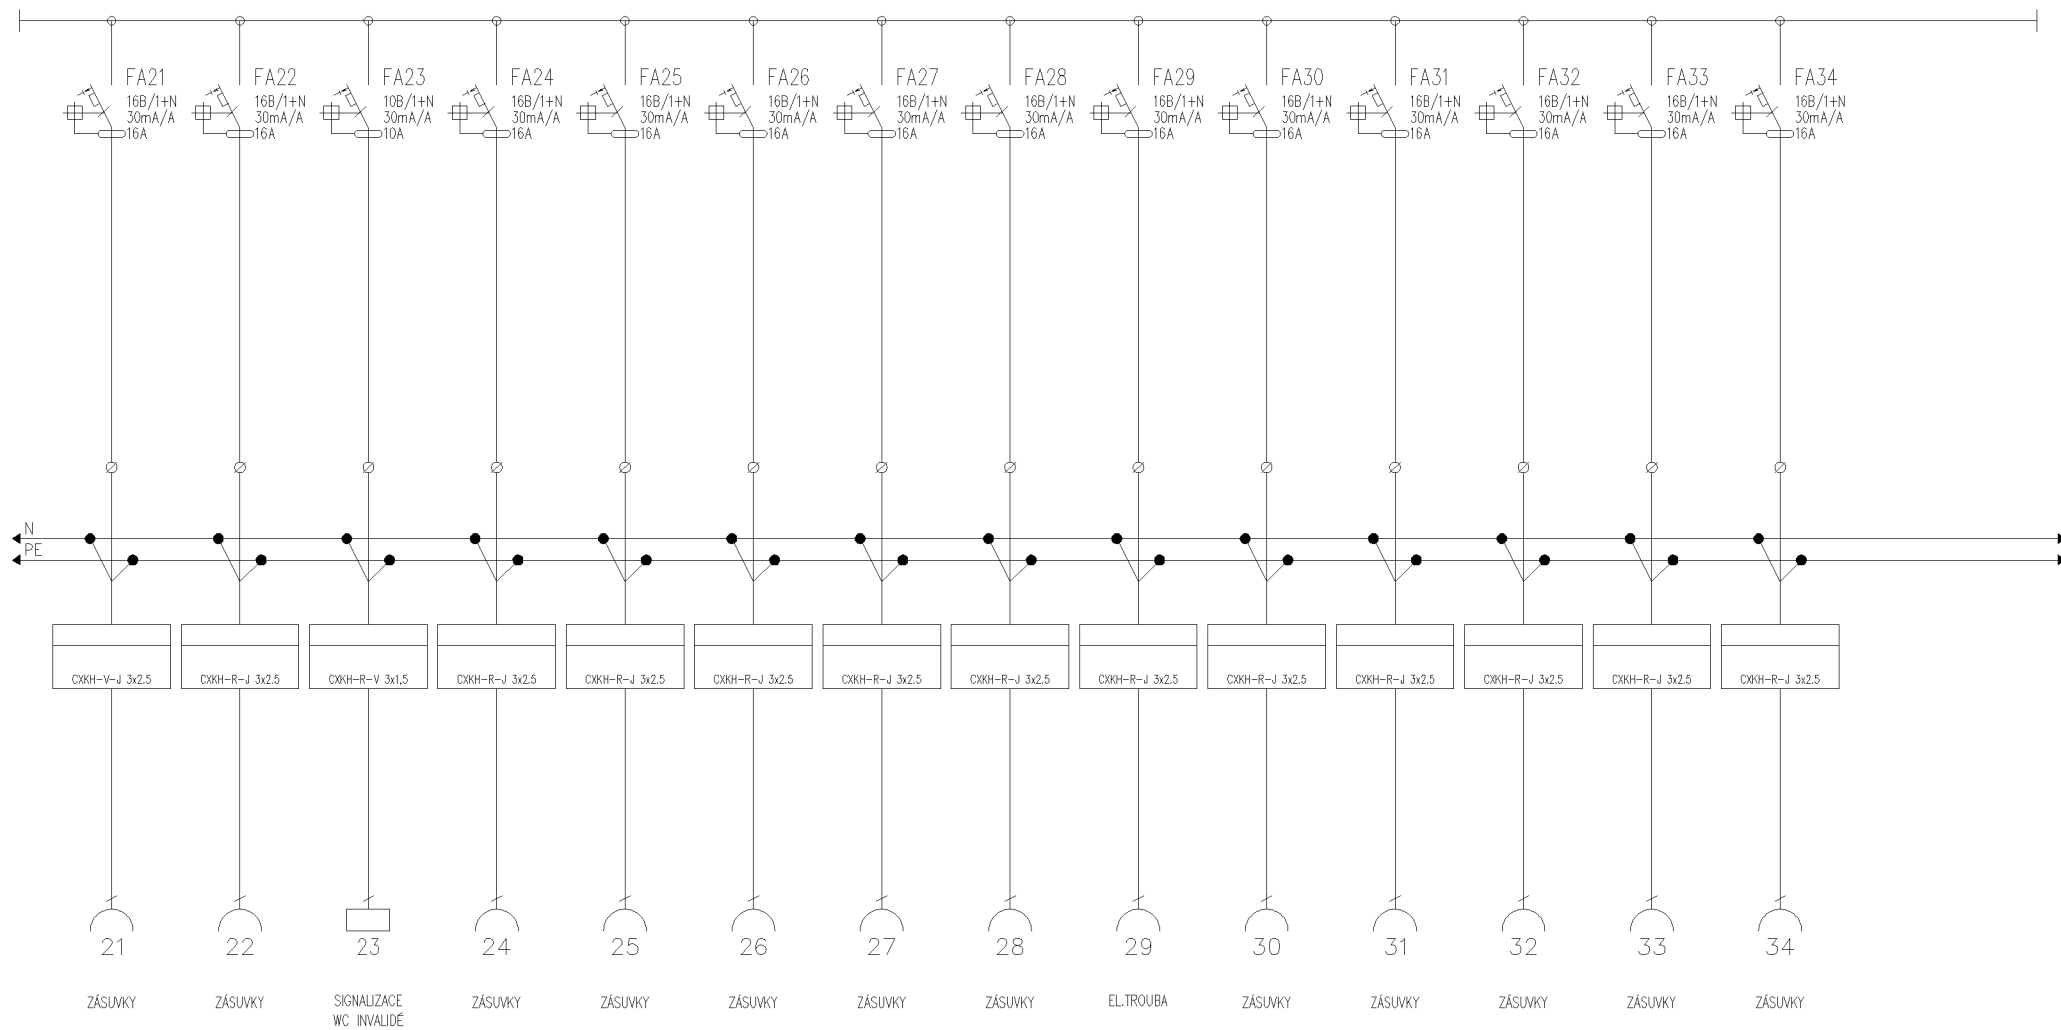 FA21
16B/1+N
30mA/A
16A
FA22
16B/1+N
30mA/A
16A
FA23
10B/1+N
30mA/A
10A
FA24
16B/1+N
30mA/A
16A
FA25
16B/1+N
30mA/A
16A
FA26
16B/1+N
30mA/A
16A
FA27
16B/1+N
30mA/A
16A
FA28
16B/1+N
30mA/A
16A
FA29
16B/1+N
30mA/A
16A
FA30
16B/1+N
30mA/A
16A
FA31
16B/1+N
30mA/A
16A
FA32
16B/1+N
30mA/A
16A
FA33
16B/1+N
30mA/A
16A
FA34
16B/1+N
30mA/A
16A
N
PE
CXKH-V-J 3x2.5
CXKH-R-J 3x2.5
CXKH-R-V 3x1,5
CXKH-R-J 3x2.5
CXKH-R-J 3x2.5
CXKH-R-J 3x2.5
CXKH-R-J 3x2.5
CXKH-R-J 3x2.5
CXKH-R-J 3x2.5
CXKH-R-J 3x2.5
CXKH-R-J 3x2.5
CXKH-R-J 3x2.5
CXKH-R-J 3x2.5
CXKH-R-J 3x2.5
21
22
23
24
25
26
27
28
29
30
31
32
33
34
ZÁSUVKY
ZÁSUVKY
SIGNALIZACE
WC INVALIDÉ
ZÁSUVKY
ZÁSUVKY
ZÁSUVKY
ZÁSUVKY
ZÁSUVKY
EL.TROUBA
ZÁSUVKY
ZÁSUVKY
ZÁSUVKY
ZÁSUVKY
ZÁSUVKY